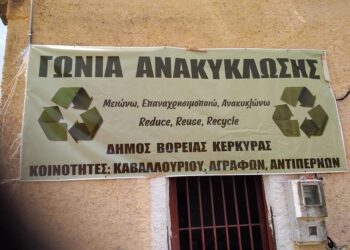 ΓΩΝΙΑ ΑΝΑΚΥΚΛΩΣΗΣ
Μειώνω, Επαναχρησιμοποιώ, Ανακυκλώνω
Reduce, Reuse, Recycle
ΔΗΜΟΣ ΒΟΡΕΙΑΣ ΚΕΡΚΥΡΑΣ
ΚΟΙΝΟΤΗΤΕΣ: ΚΑΒΑΛΛΟΥΡΙΟΥ, ΑΓΡΑΦΩΝ, ΑΝΤΙΠΕΡΝΩΝ